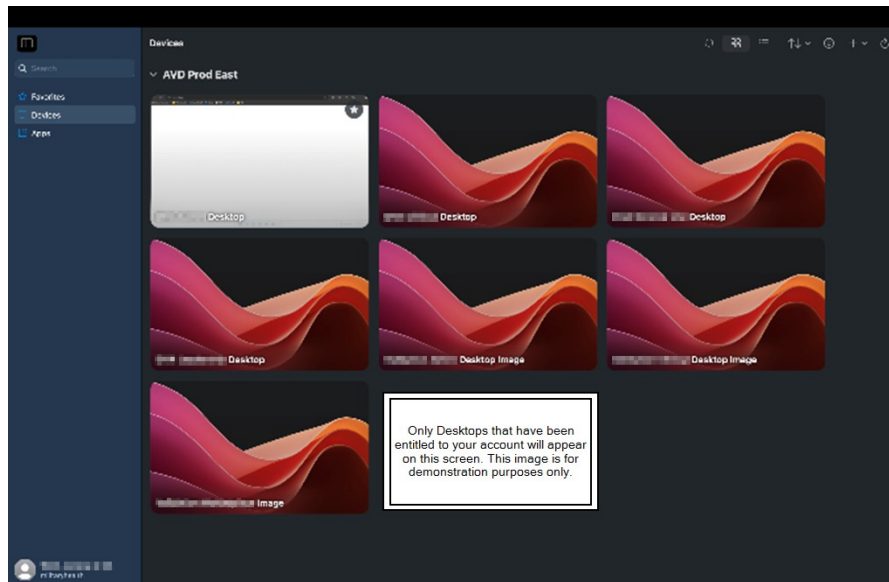 Devices
Search
AVD Prod East
Favorites
Devices
Apps
Desktop
Desktop
Desktop
Desktop
Desktop Image
Desktop Image
Image
Only Desktops that have been
entitled to your account will appear
on this screen. This image is for
demonstration purposes only.